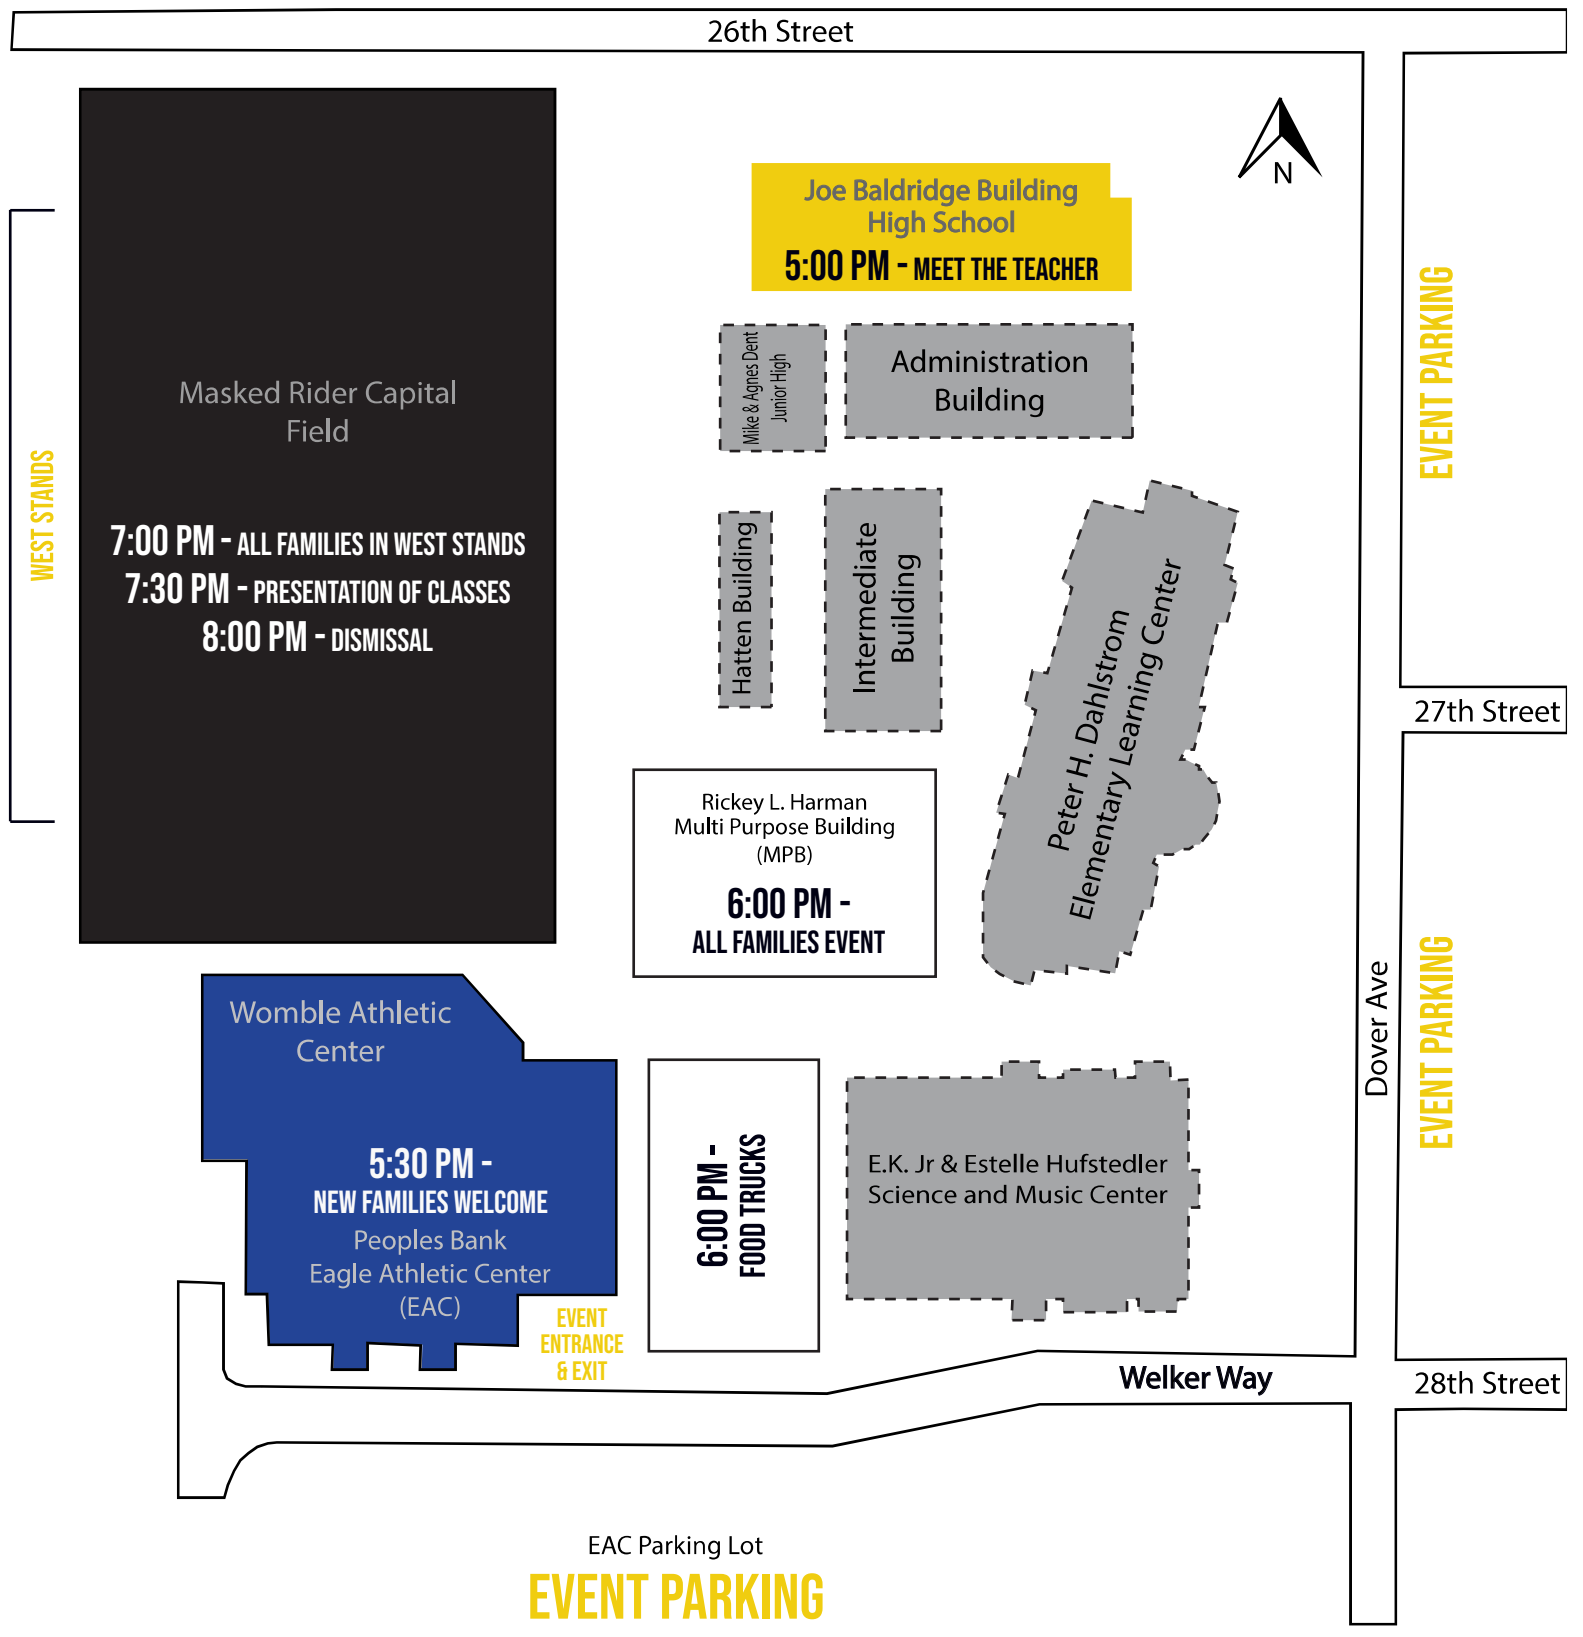 26th Street
N
Joe Baldridge Building
High School
5:00 PM - MEET THE TEACHER
EVENT PARKING
Mike & Agnes Dent
Junior High
Administration
Building
Masked Rider Capital
Field
WEST STANDS
7:00 PM - ALL FAMILIES IN WEST STANDS
7:30 PM - PRESENTATION OF CLASSES
8:00 PM - DISMISSAL
Hatten Building
Intermediate
Building
Peter H. Dahlstrom
Elementary Learning Center
27th Street
Rickey L. Harman
Multi Purpose Building
(MPB)
6:00 PM -
ALL FAMILIES EVENT
Dover Ave
EVENT PARKING
Womble Athletic
Center
5:30 PM -
NEW FAMILIES WELCOME
Peoples Bank
Eagle Athletic Center
(EAC)
6:00 PM -
FOOD TRUCKS
E.K. Jr & Estelle Hufstedler
Science and Music Center
EVENT
ENTRANCE
& EXIT
Welker Way
28th Street
EAC Parking Lot
EVENT PARKING